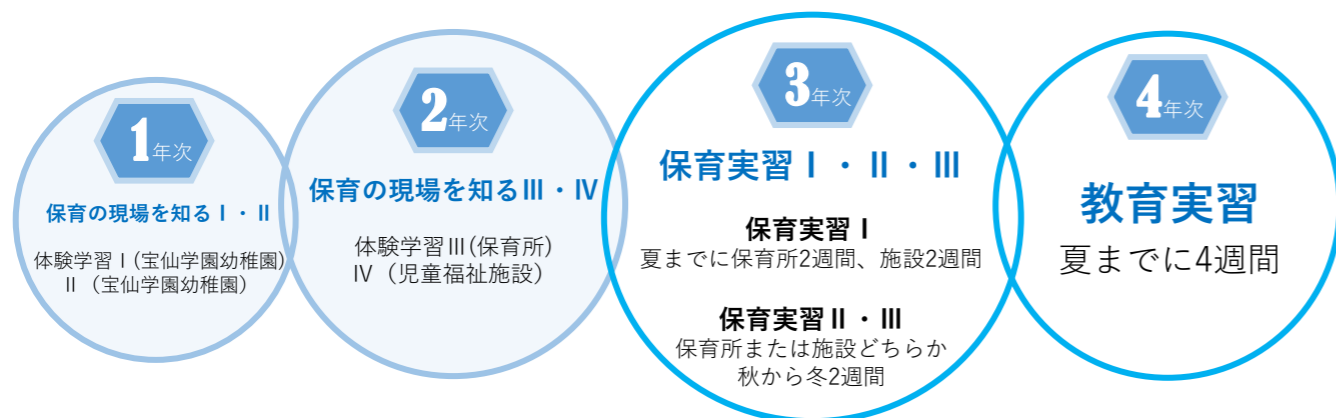 1年次
保育の現場を知るⅠ・Ⅱ
体験学習Ⅰ(宝仙学園幼稚園)
Ⅱ（宝仙学園幼稚園）
2年次
保育の現場を知るⅢ・Ⅳ
体験学習Ⅲ(保育所)
Ⅳ（児童福祉施設）
3年次
保育実習Ⅰ・Ⅱ・Ⅲ
保育実習Ⅰ
夏までに保育所2週間、施設2週間
保育実習Ⅱ・Ⅲ
保育所または施設どちらか
秋から冬2週間
4年次
教育実習
夏までに4週間